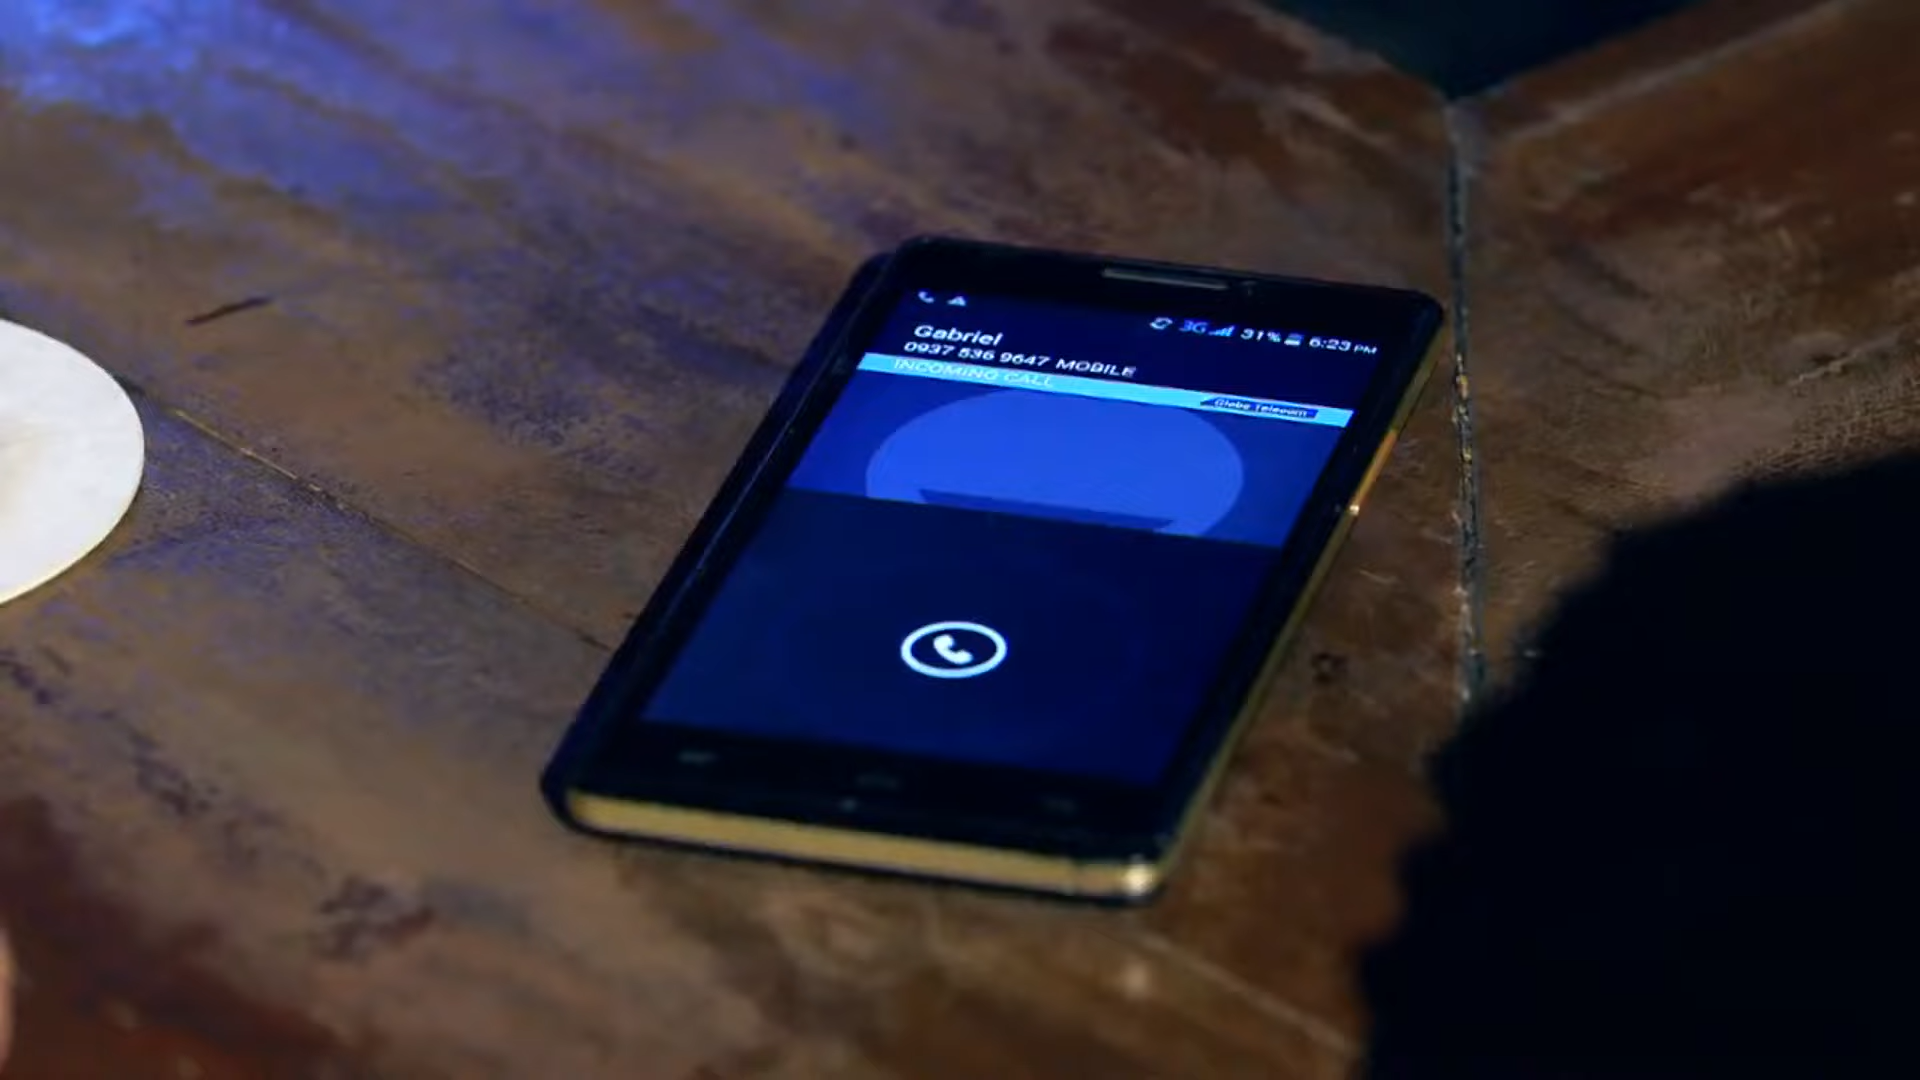 3G 31% 6:23 PM
Gabriel
0937 536 9647 MOBILE
INCOMING CALL
Globe Telecom